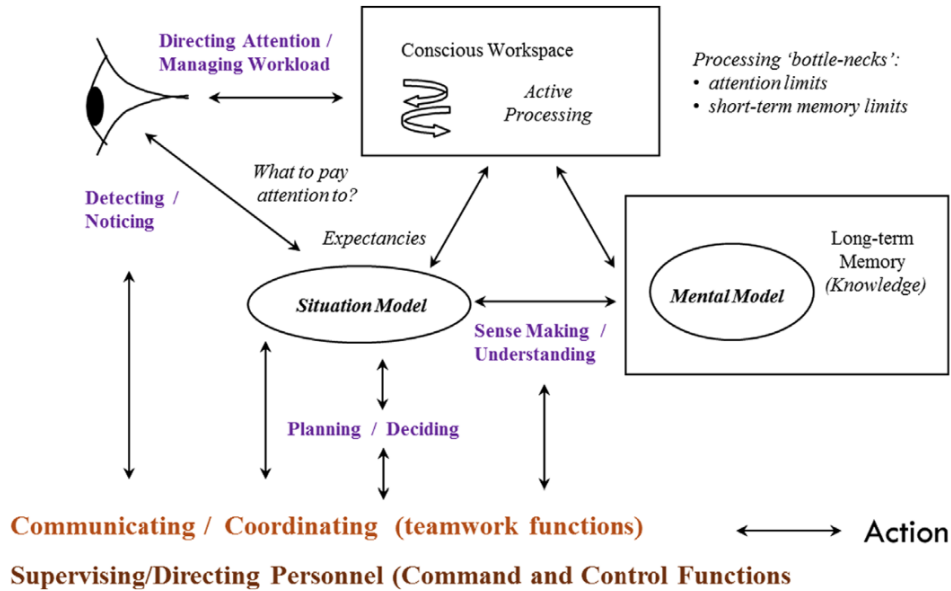 Directing Attention /
Managing Workload
Conscious Workspace
Active
Processing
Processing ‘bottle-necks’:
• attention limits
• short-term memory limits
What to pay
attention to?
Detecting /
Noticing
Expectancies
Situation Model
Long-term
Memory
(Knowledge)
Mental Model
Sense Making /
Understanding
Planning / Deciding
Communicating / Coordinating (teamwork functions)
Action
Supervising/Directing Personnel (Command and Control Functions